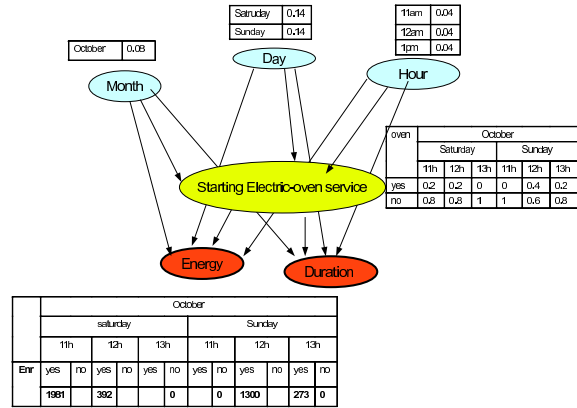 Satruday 0.14
Sunday 0.14
11am 0.04
12am 0.04
1pm 0.04
October 0.08
Month
Day
Hour
oven October
Saturday Sunday
11h 12h 13h 11h 12h 13h
yes 0.2 0.2 0 0 0.4 0.2
no 0.8 0.8 1 1 0.6 0.8
Starting Electric-oven service
Energy
Duration
October
saturday Sunday
11h 12h 13h 11h 12h 13h
Enr yes no yes no yes no yes no yes no yes no
1981 392 0 0 1300 273 0